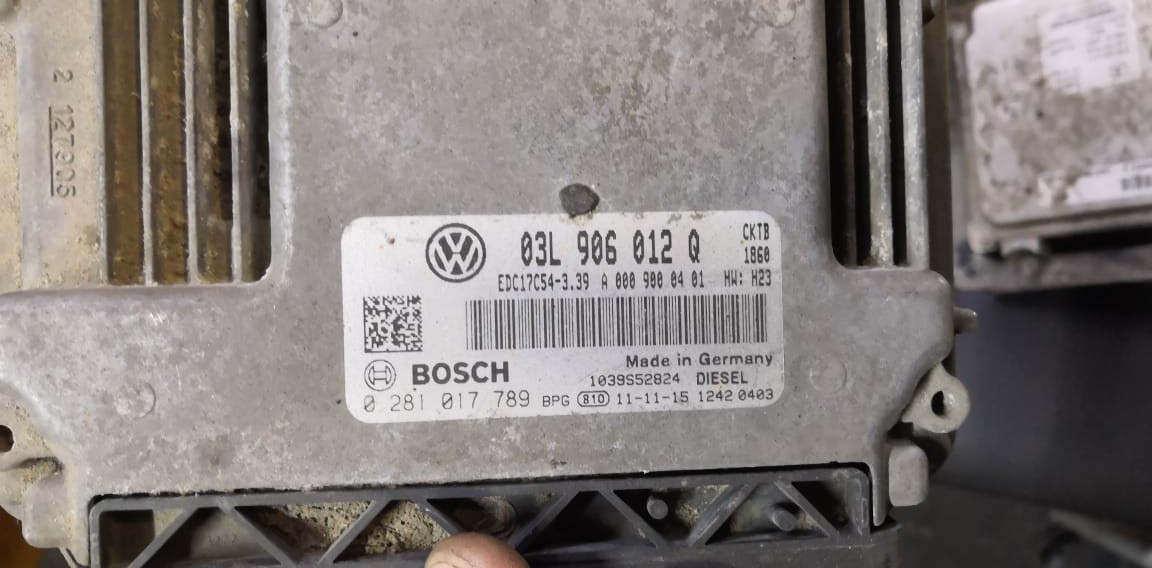 2 127906
VW
03L 906 012 Q
CKTB
1860
EDC17C54-3.39 A 000 900 04 01 HW: H23
Made in Germany
BOSCH
1039S52824 DIESEL
0 281 017 789 BPG 810 11-11-15 1242 0403